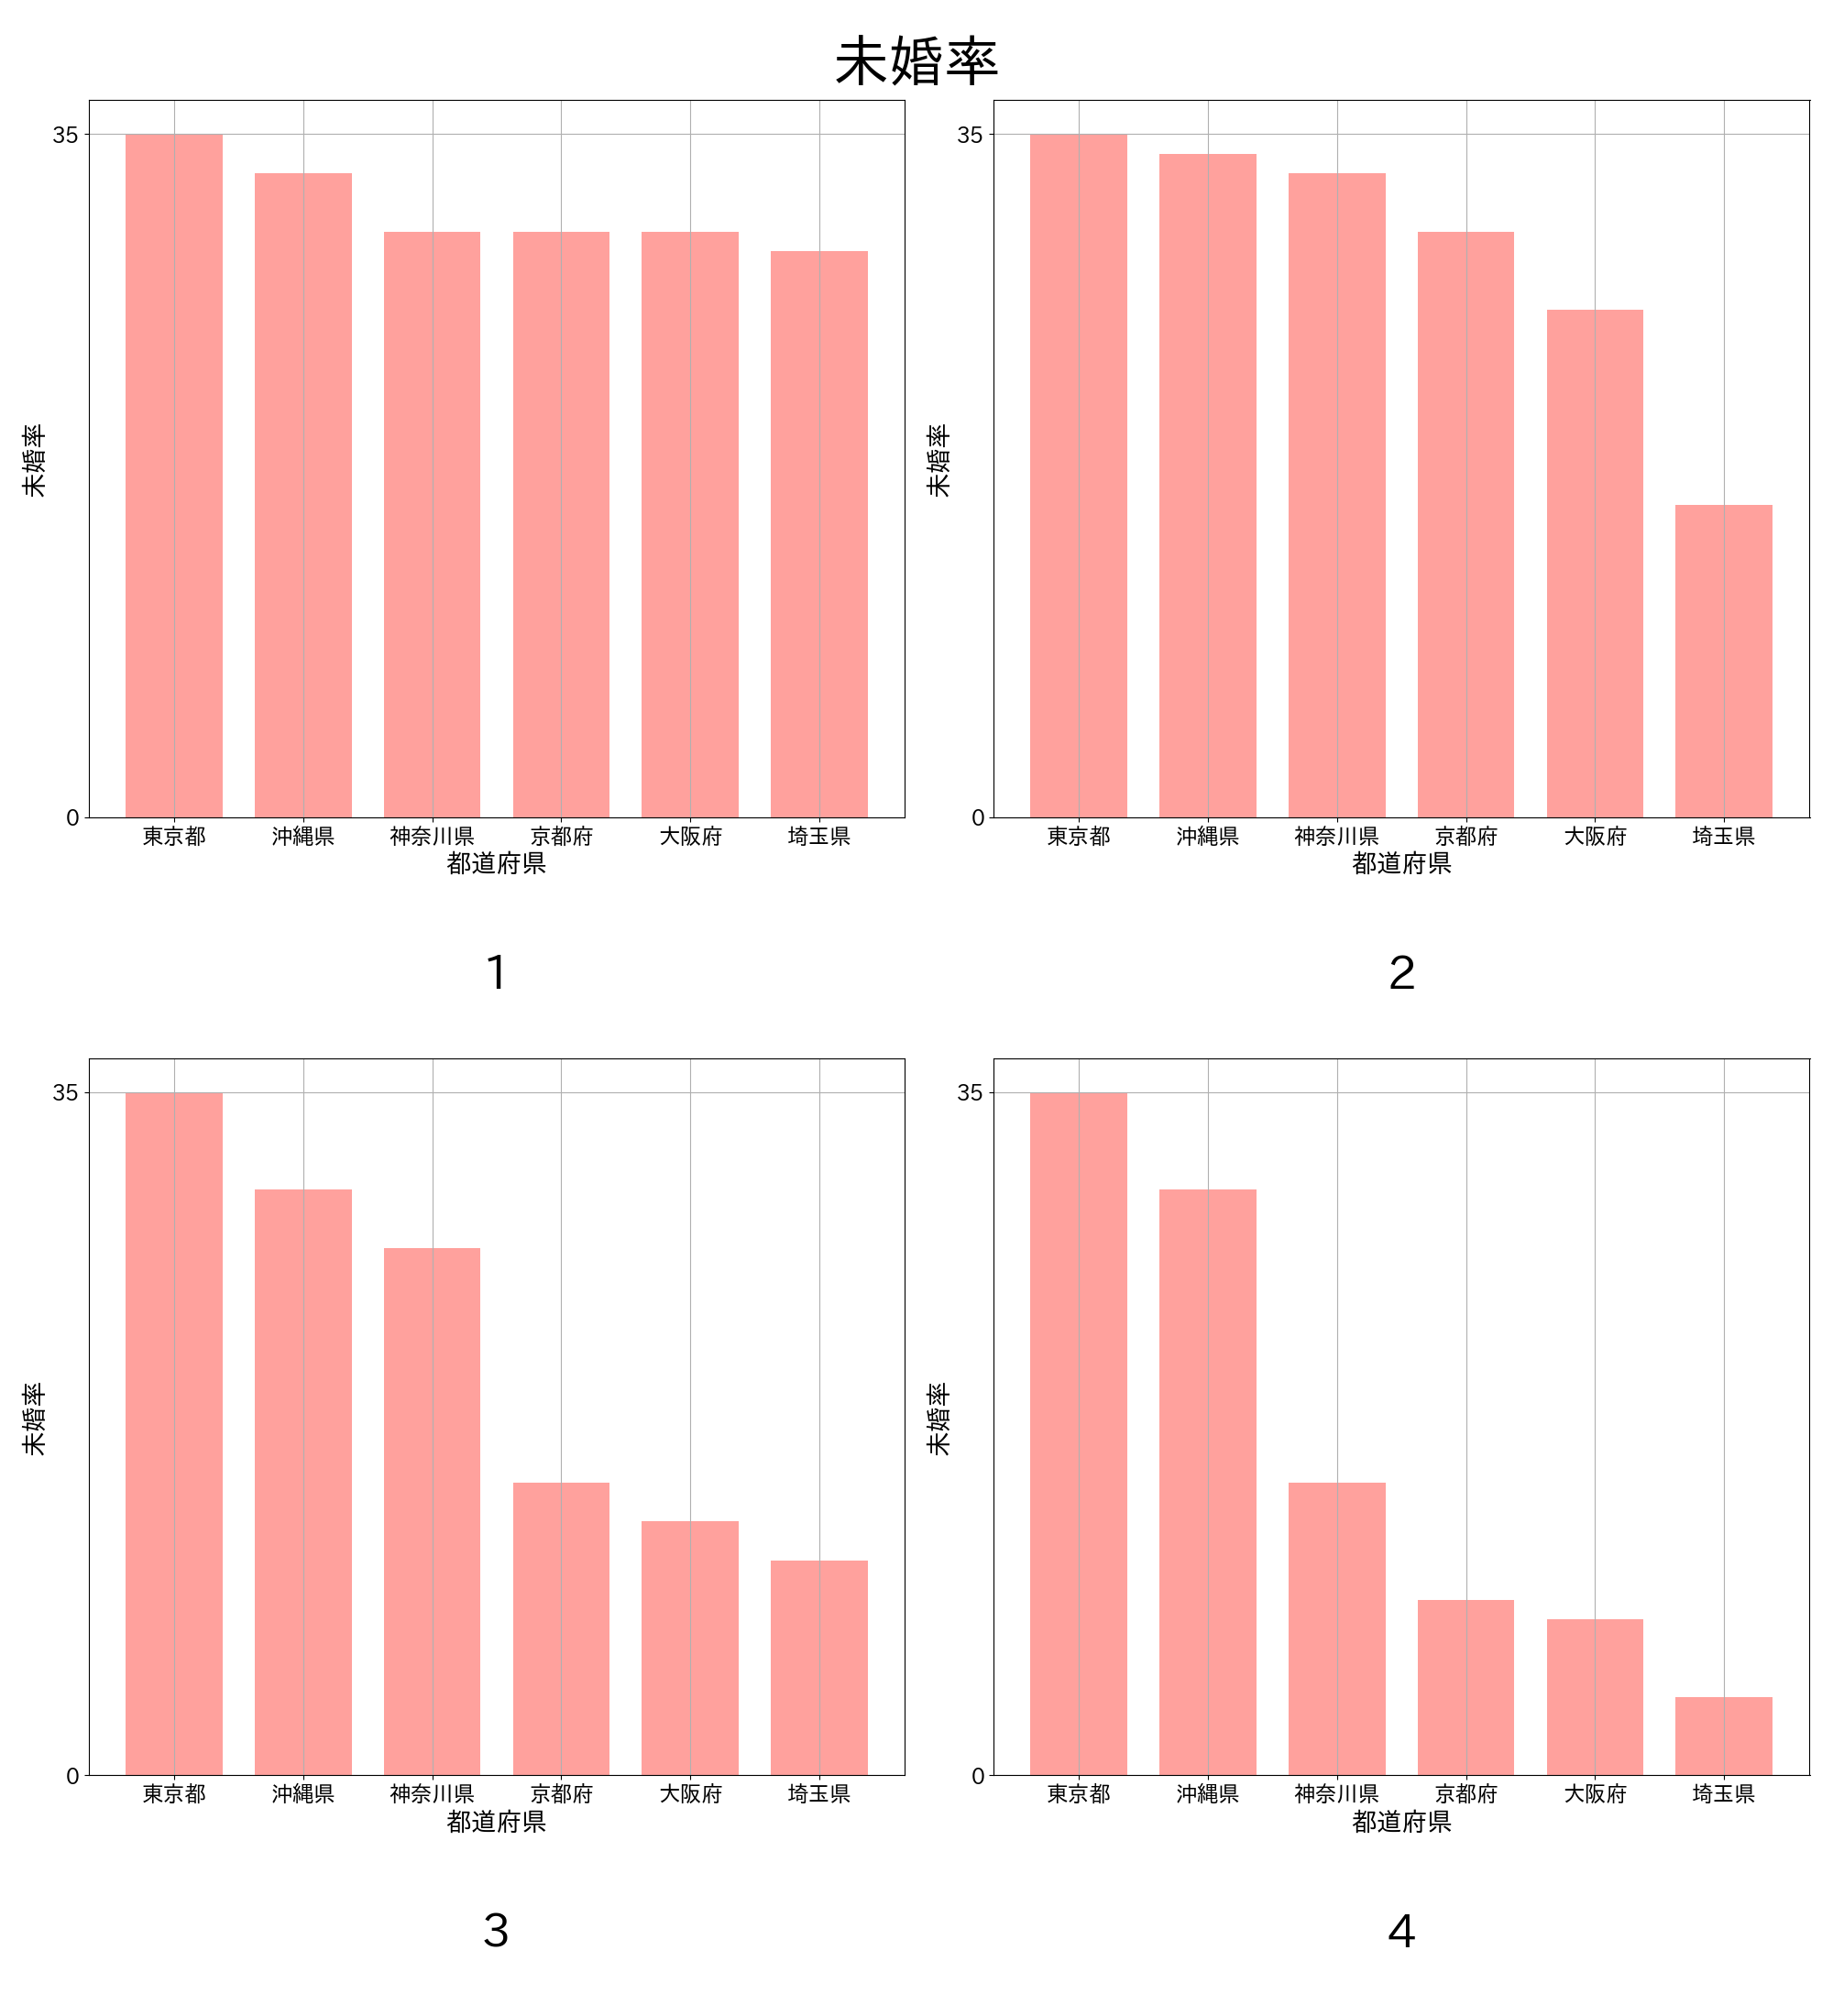 未婚率
35
0
未婚率
東京都 沖縄県 神奈川県 京都府 大阪府 埼玉県
都道府県
1
35
0
未婚率
東京都 沖縄県 神奈川県 京都府 大阪府 埼玉県
都道府県
2
35
0
未婚率
東京都 沖縄県 神奈川県 京都府 大阪府 埼玉県
都道府県
3
35
0
未婚率
東京都 沖縄県 神奈川県 京都府 大阪府 埼玉県
都道府県
4